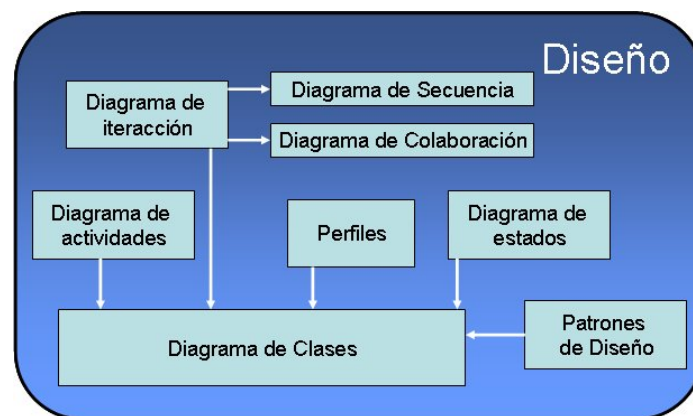 Diseño
Diagrama de
iteracción
Diagrama de Secuencia
Diagrama de Colaboración
Diagrama de
actividades
Perfiles
Diagrama de
estados
Diagrama de Clases
Patrones
de Diseño